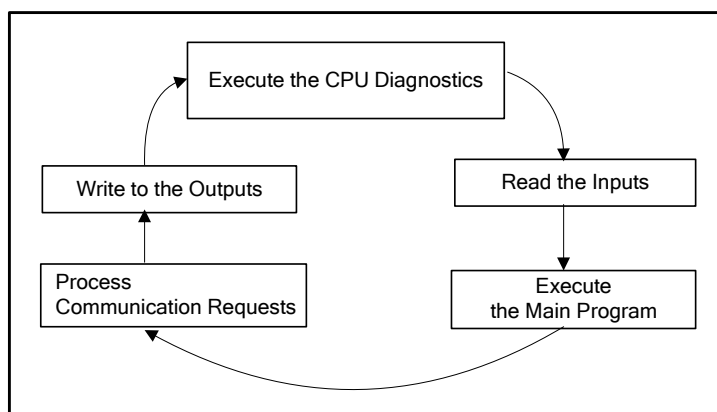 Execute the CPU Diagnostics
Read the Inputs
Execute
the Main Program
Process
Communication Requests
Write to the Outputs